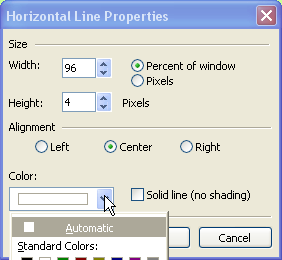 Horizontal Line Properties
Size
Width: 96 Percent of window
Pixels
Height: 4 Pixels
Alignment
Left Center Right
Color:
Solid line (no shading)
Automatic
Standard Colors:
Cancel